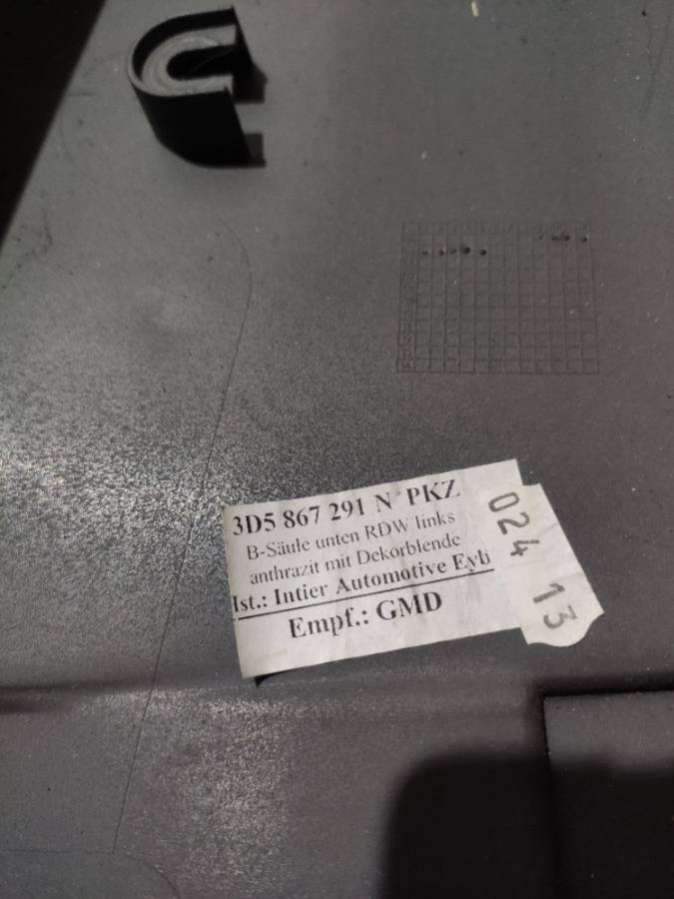 3D5 867 291 N PKZ
B-Säule unten RDW links
anthrazit mit Dekorblende
Ist.: Intier Automotive Eyb
Empf.: GMD
024
13